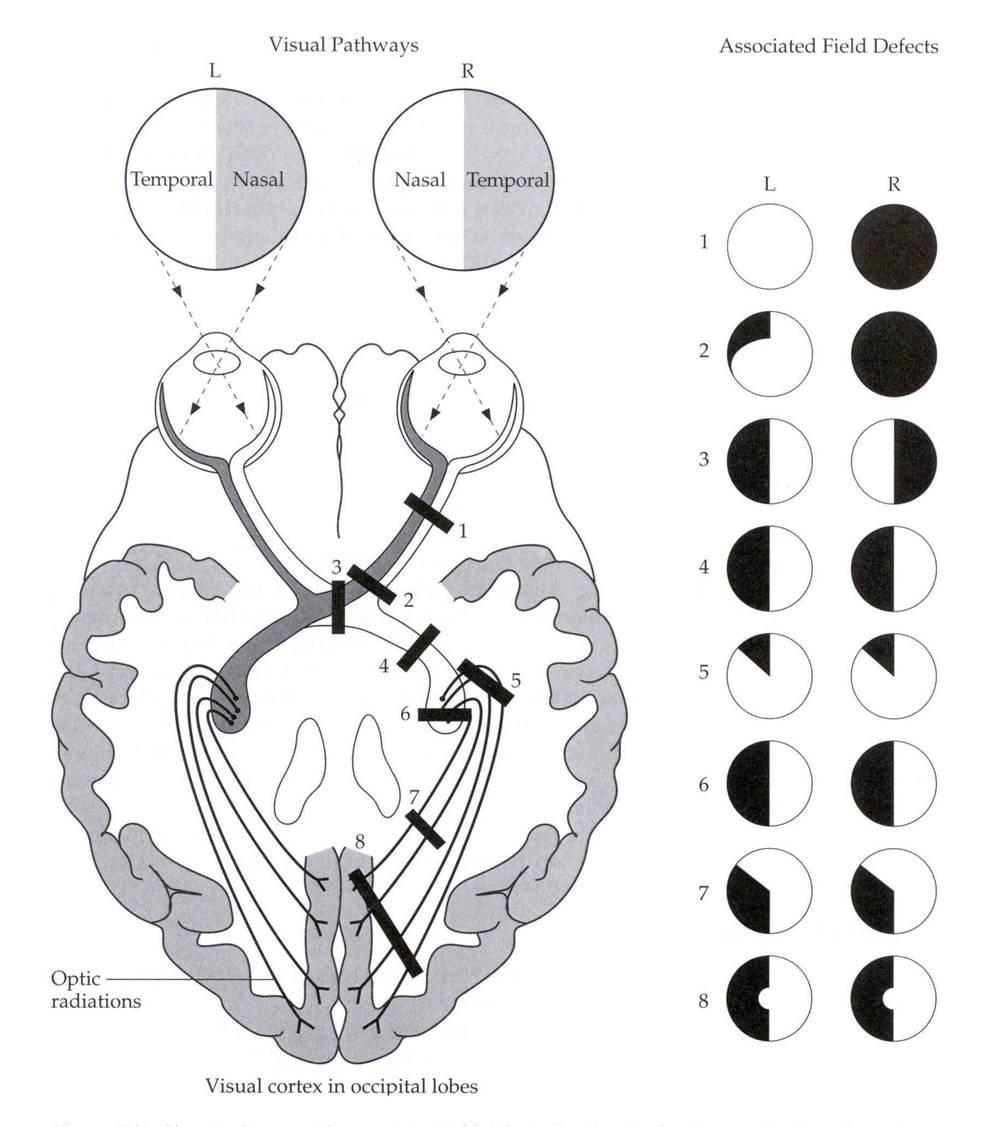 Visual Pathways
Associated Field Defects
L
R
Temporal
Nasal
Nasal
Temporal
L
R
1
2
3
4
5
6
7
8
1
2
3
4
5
6
7
8
Optic
radiations
Visual cortex in occipital lobes